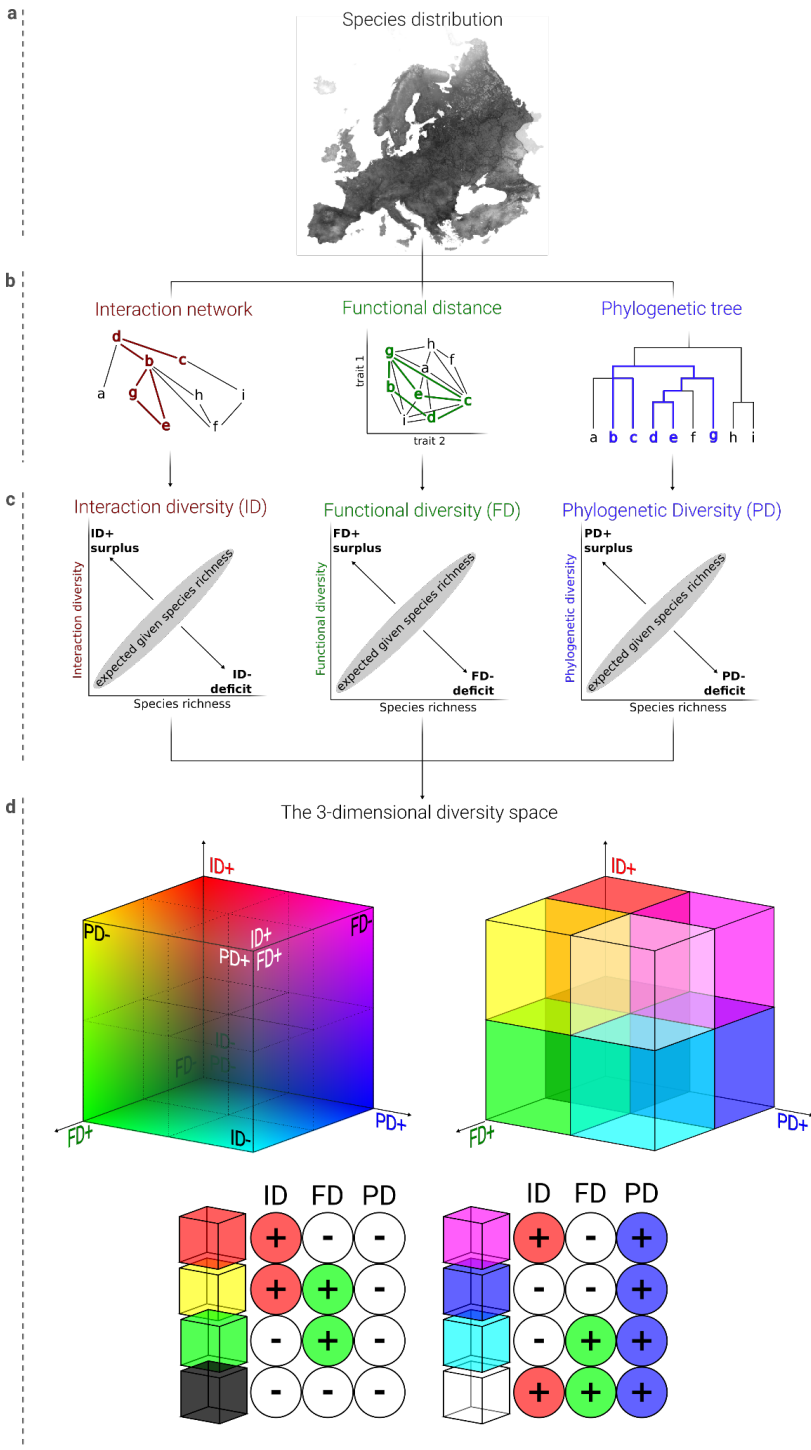 a
Species distribution
b
Interaction network
Functional distance
Phylogenetic tree
d
b
c
a
g
h
i
e
f
trait 1
g
h
a
f
b
e
c
i
d
trait 2
a
b
c
d
e
f
g
h
i
c
Interaction diversity (ID)
Functional diversity (FD)
Phylogenetic Diversity (PD)
Interaction diversity
ID+
surplus
expected given species richness
ID-
deficit
Species richness
Functional diversity
FD+
surplus
expected given species richness
FD-
deficit
Species richness
Phylogenetic diversity
PD+
surplus
expected given species richness
PD-
deficit
Species richness
d
The 3-dimensional diversity space
ID+
PD-
FD-
ID+
PD+ FD+
ID-
FD- PD-
ID-
FD+
PD+
ID+
FD+
PD+
ID FD PD
+ - -
+ + -
- + -
- - -
ID FD PD
+ - +
- - +
- + +
+ + +